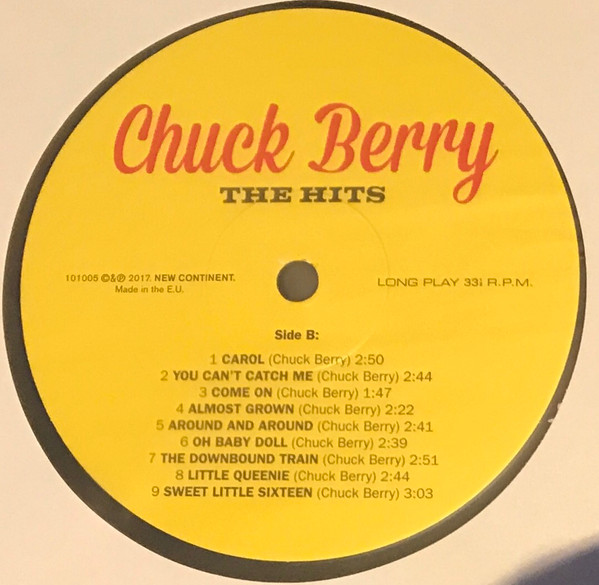 Chuck Berry
THE HITS
101005 ©&℗ 2017. NEW CONTINENT.
Made in the E.U.
LONG PLAY 33⅓ R.P.M.
Side B:
1 CAROL (Chuck Berry) 2:50
2 YOU CAN'T CATCH ME (Chuck Berry) 2:44
3 COME ON (Chuck Berry) 1:47
4 ALMOST GROWN (Chuck Berry) 2:22
5 AROUND AND AROUND (Chuck Berry) 2:41
6 OH BABY DOLL (Chuck Berry) 2:39
7 THE DOWNBOUND TRAIN (Chuck Berry) 2:51
8 LITTLE QUEENIE (Chuck Berry) 2:44
9 SWEET LITTLE SIXTEEN (Chuck Berry) 3:03